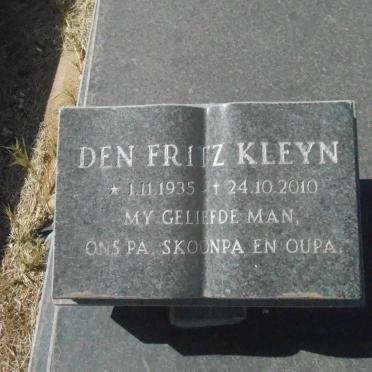 DEN FRITZ KLEYN
★ 1.11.1935 ✝ 24.10.2010
MY GELIEFDE MAN,
ONS PA, SKOONPA EN OUPA.